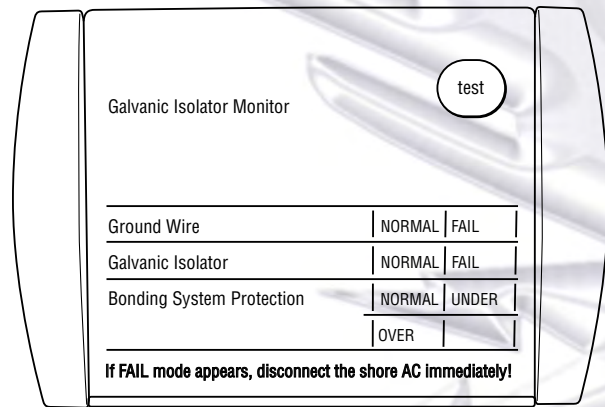 test
Galvanic Isolator Monitor
Ground Wire NORMAL FAIL
Galvanic Isolator NORMAL FAIL
Bonding System Protection NORMAL UNDER
OVER
If FAIL mode appears, disconnect the shore AC immediately!